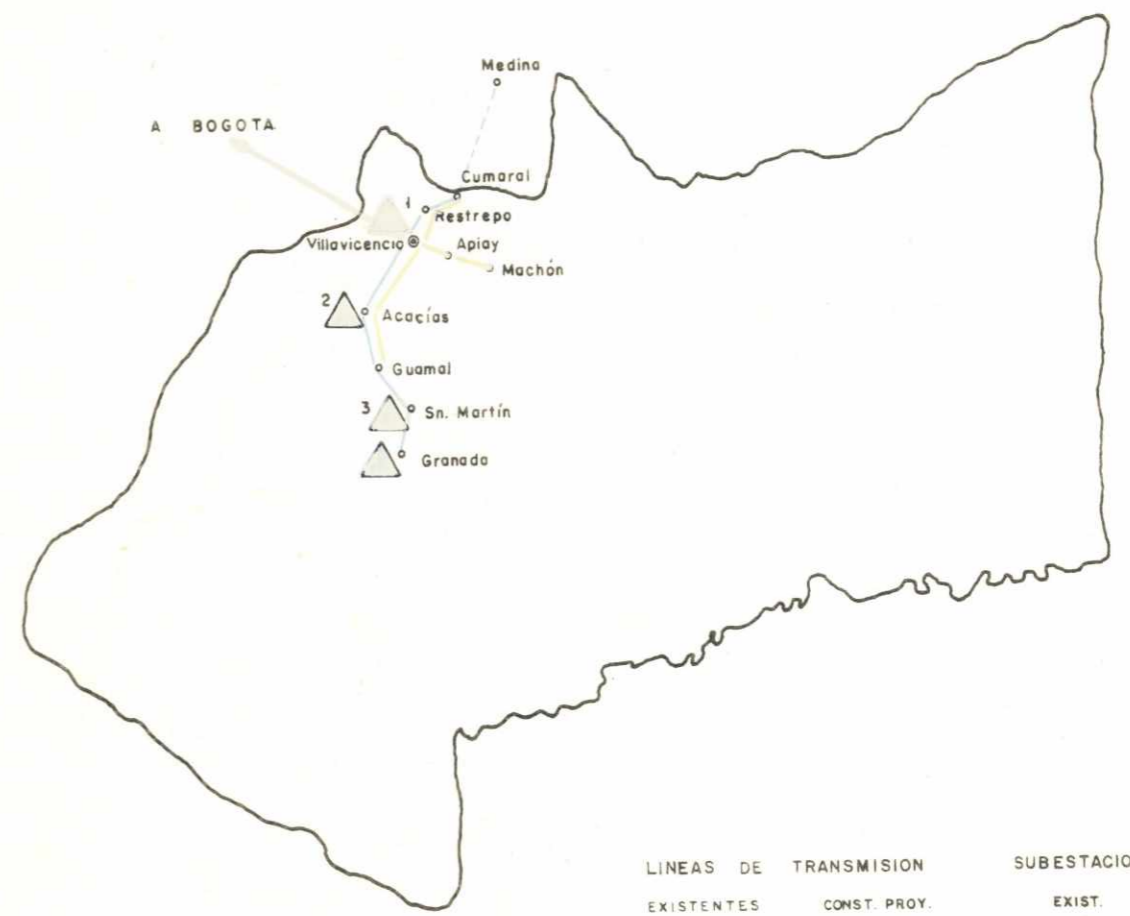 Medina
A BOGOTA
Cumaral
1
Restrepo
Villavicencio
Apiay
Machón
2
Acacías
Guamal
3
Sn. Martín
Granada
LINEAS DE TRANSMISION SUBESTACIO
EXISTENTES CONST. PROY. EXIST.